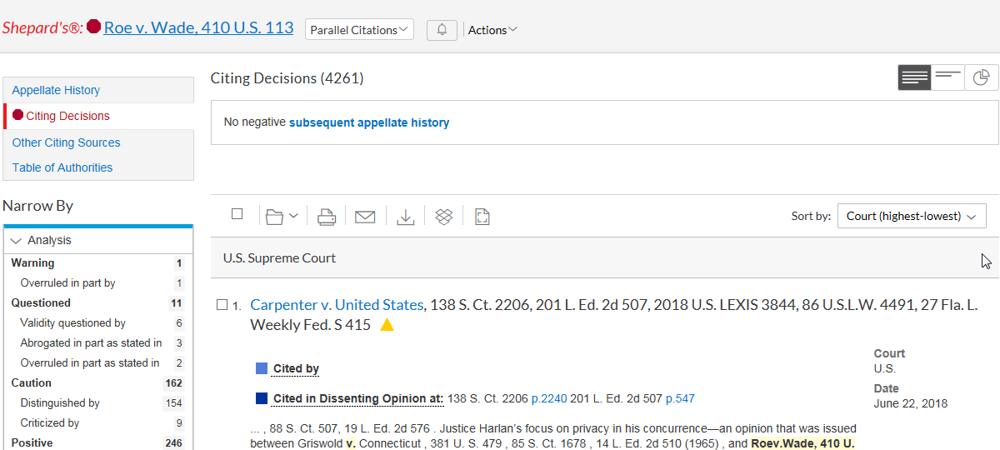 Shepard's®: Roe v. Wade, 410 U.S. 113 Parallel Citations Actions
Appellate History
Citing Decisions
Other Citing Sources
Table of Authorities
Narrow By
Analysis
Warning 1
Overruled in part by 1
Questioned 11
Validity questioned by 6
Abrogated in part as stated in 3
Overruled in part as stated in 2
Caution 162
Distinguished by 154
Criticized by 9
Positive 246
Citing Decisions (4261)
No negative subsequent appellate history
Sort by: Court (highest-lowest)
U.S. Supreme Court
1. Carpenter v. United States, 138 S. Ct. 2206, 201 L. Ed. 2d 507, 2018 U.S. LEXIS 3844, 86 U.S.L.W. 4491, 27 Fla. L.
Weekly Fed. S 415
Cited by
Cited in Dissenting Opinion at: 138 S. Ct. 2206 p.2240 201 L. Ed. 2d 507 p.547
... , 88 S. Ct. 507, 19 L. Ed. 2d 576 . Justice Harlan's focus on privacy in his concurrence—an opinion that was issued
between Griswold v. Connecticut , 381 U. S. 479 , 85 S. Ct. 1678 , 14 L. Ed. 2d 510 (1965) , and Roev.Wade, 410 U.
Court
U.S.
Date
June 22, 2018